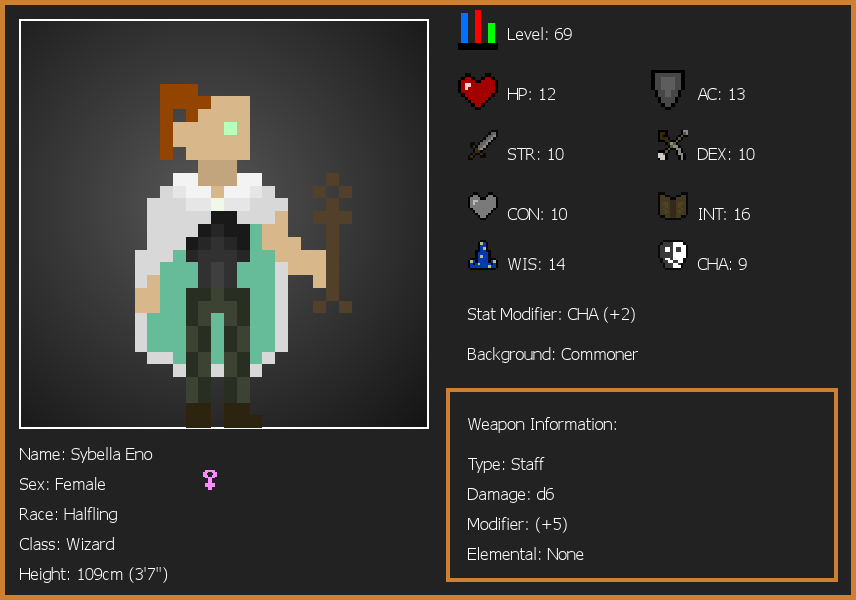 Level: 69
HP: 12
AC: 13
STR: 10
DEX: 10
CON: 10
INT: 16
WIS: 14
CHA: 9
Stat Modifier: CHA (+2)
Background: Commoner
Weapon Information:
Type: Staff
Damage: d6
Modifier: (+5)
Elemental: None
Name: Sybella Eno
Sex: Female
Race: Halfling
Class: Wizard
Height: 109cm (3'7")